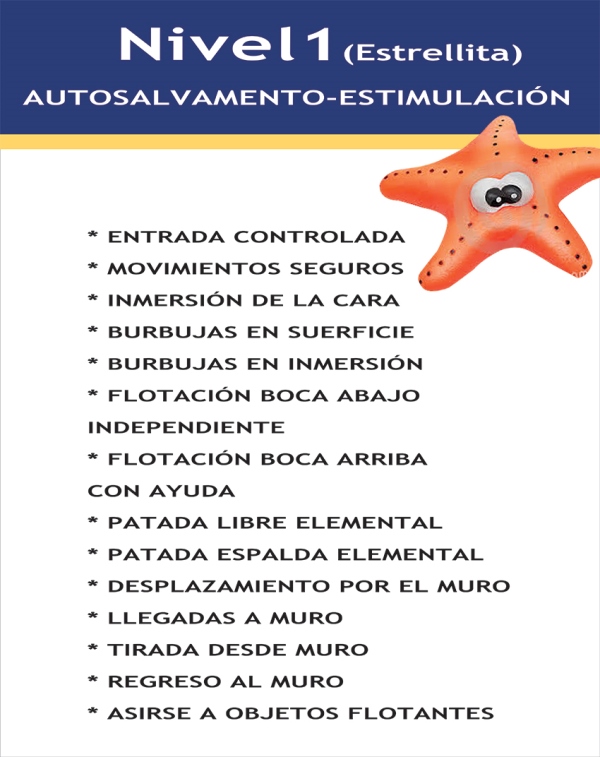 Nivel 1 (Estrellita)
AUTOSALVAMENTO-ESTIMULACIÓN
* ENTRADA CONTROLADA
* MOVIMIENTOS SEGUROS
* INMERSIÓN DE LA CARA
* BURBUJAS EN SUERFICIE
* BURBUJAS EN INMERSIÓN
* FLOTACIÓN BOCA ABAJO
INDEPENDIENTE
* FLOTACIÓN BOCA ARRIBA
CON AYUDA
* PATADA LIBRE ELEMENTAL
* PATADA ESPALDA ELEMENTAL
* DESPLAZAMIENTO POR EL MURO
* LLEGADAS A MURO
* TIRADA DESDE MURO
* REGRESO AL MURO
* ASIRSE A OBJETOS FLOTANTES